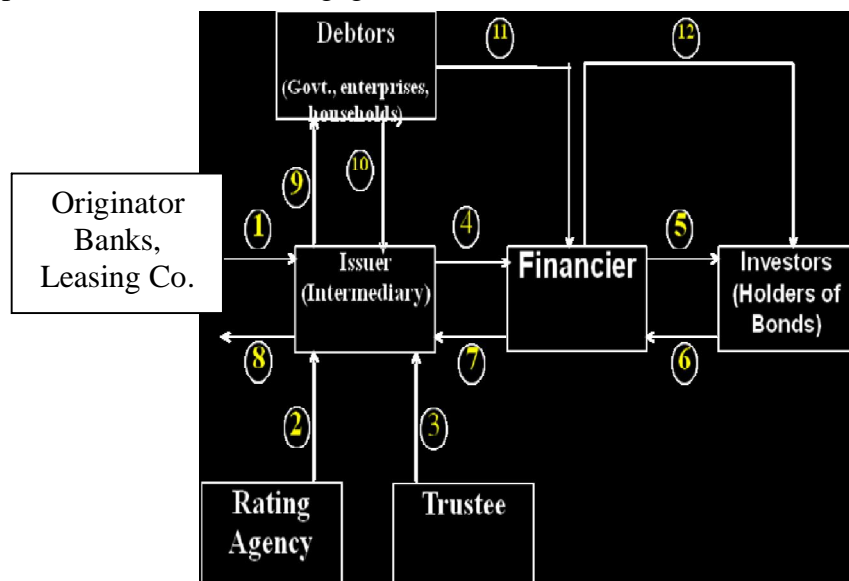 Debtors
(Govt., enterprises,
households)
11
12
9
10
Originator
Banks,
Leasing Co.
1
4
5
Issuer
(Intermediary)
Financier
Investors
(Holders of
Bonds)
8
7
6
2
3
Rating
Agency
Trustee